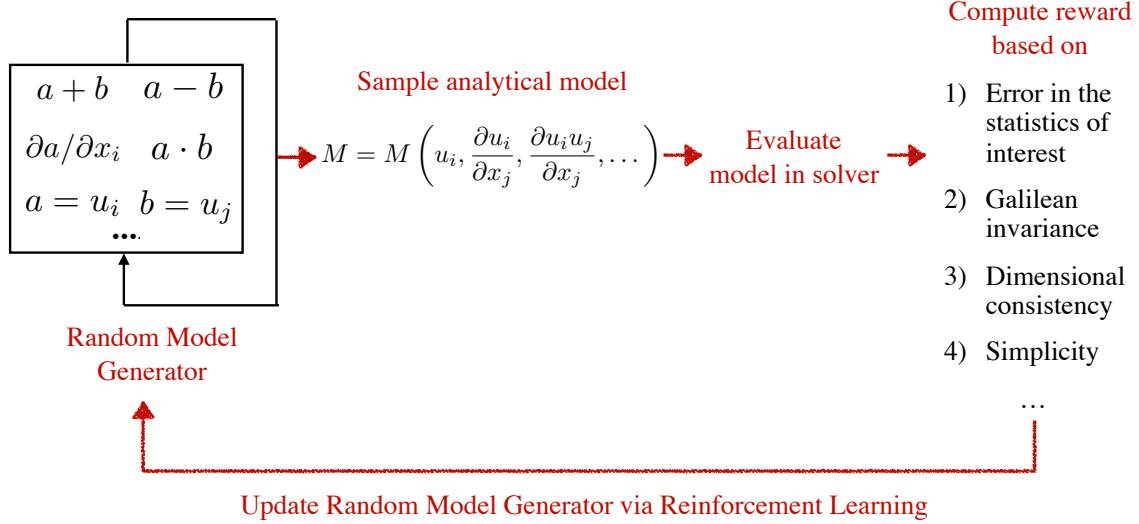 a + b a − b
∂a/∂x_i a · b
a = u_i b = u_j
...
Random Model
Generator
Sample analytical model
M = M ( u_i, ∂u_i/∂x_j, ∂u_iu_j/∂x_j, . . . )
Evaluate
model in solver
Compute reward
based on
1) Error in the
statistics of
interest
2) Galilean
invariance
3) Dimensional
consistency
4) Simplicity
...
Update Random Model Generator via Reinforcement Learning